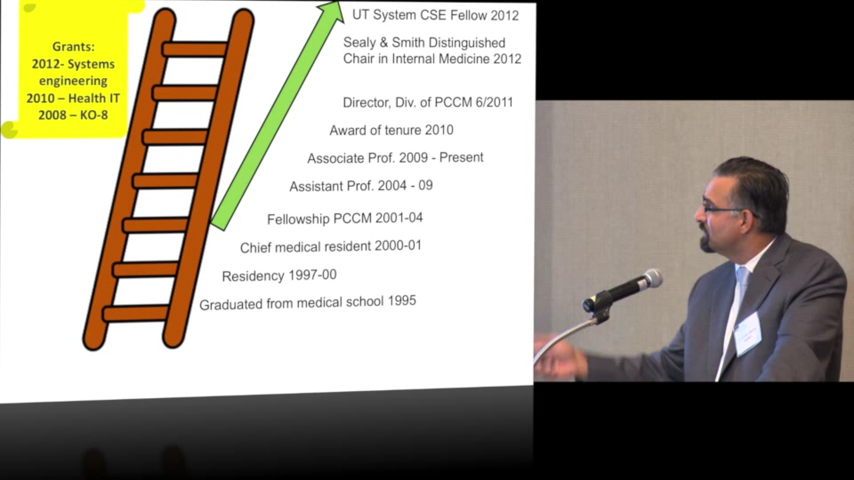 Grants:
2012- Systems
engineering
2010 – Health IT
2008 – KO-8
UT System CSE Fellow 2012
Sealy & Smith Distinguished
Chair in Internal Medicine 2012
Director, Div. of PCCM 6/2011
Award of tenure 2010
Associate Prof. 2009 - Present
Assistant Prof. 2004 - 09
Fellowship PCCM 2001-04
Chief medical resident 2000-01
Residency 1997-00
Graduated from medical school 1995